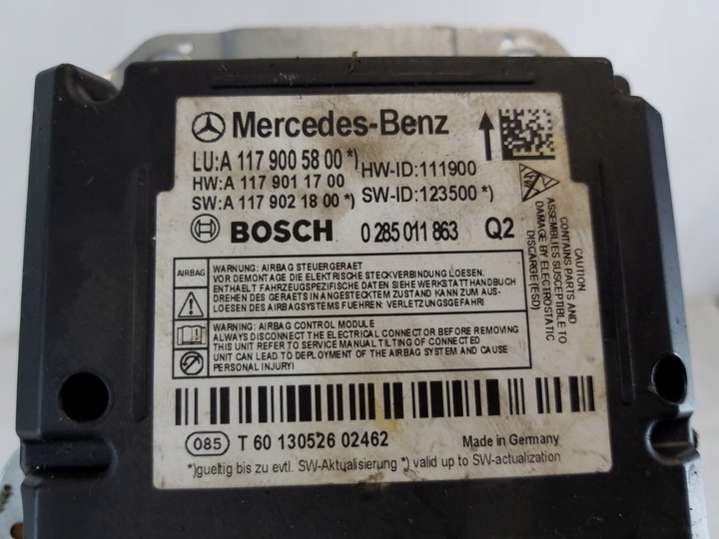 Mercedes-Benz
LU:A 117 900 58 00*) HW-ID:111900
HW:A 117 901 17 00
SW:A 117 902 18 00*) SW-ID:123500*)
BOSCH 0 285 011 863 Q2
CAUTION
CONTAINS PARTS AND
ASSEMBLIES SUSCEPTIBLE TO
DAMAGE BY ELECTROSTATIC
DISCHARGE(ESD)
AIRBAG
WARNUNG: AIRBAG STEUERGERAET
VOR DEMONTAGE DIE ELEKTRISCHE STECKVERBINDUNG LOESEN.
ENTHAELT FAHRZEUGSPEZIFISCHE DATEN SIEHE WERKSTATTHANDBUCH
DREHEN DES GERAETS IN ANGESTECKTEM ZUSTAND KANN ZUM AUS-
LOESEN DES AIRBAGSYSTEMS FUEHREN: VERLETZUNGSGEFAHR!
WARNING: AIRBAG CONTROL MODULE
ALWAYS DISCONNECT THE ELECTRICAL CONNECTOR BEFORE REMOVING
THIS UNIT REFER TO SERVICE MANUAL TILTING OF CONNECTED
UNIT CAN LEAD TO DEPLOYMENT OF THE AIRBAG SYSTEM AND CAUSE
PERSONAL INJURY!
085 T 60 130526 02462 Made in Germany
*)gueltig bis zu evtl. SW-Aktualisierung *) valid up to SW-actualization